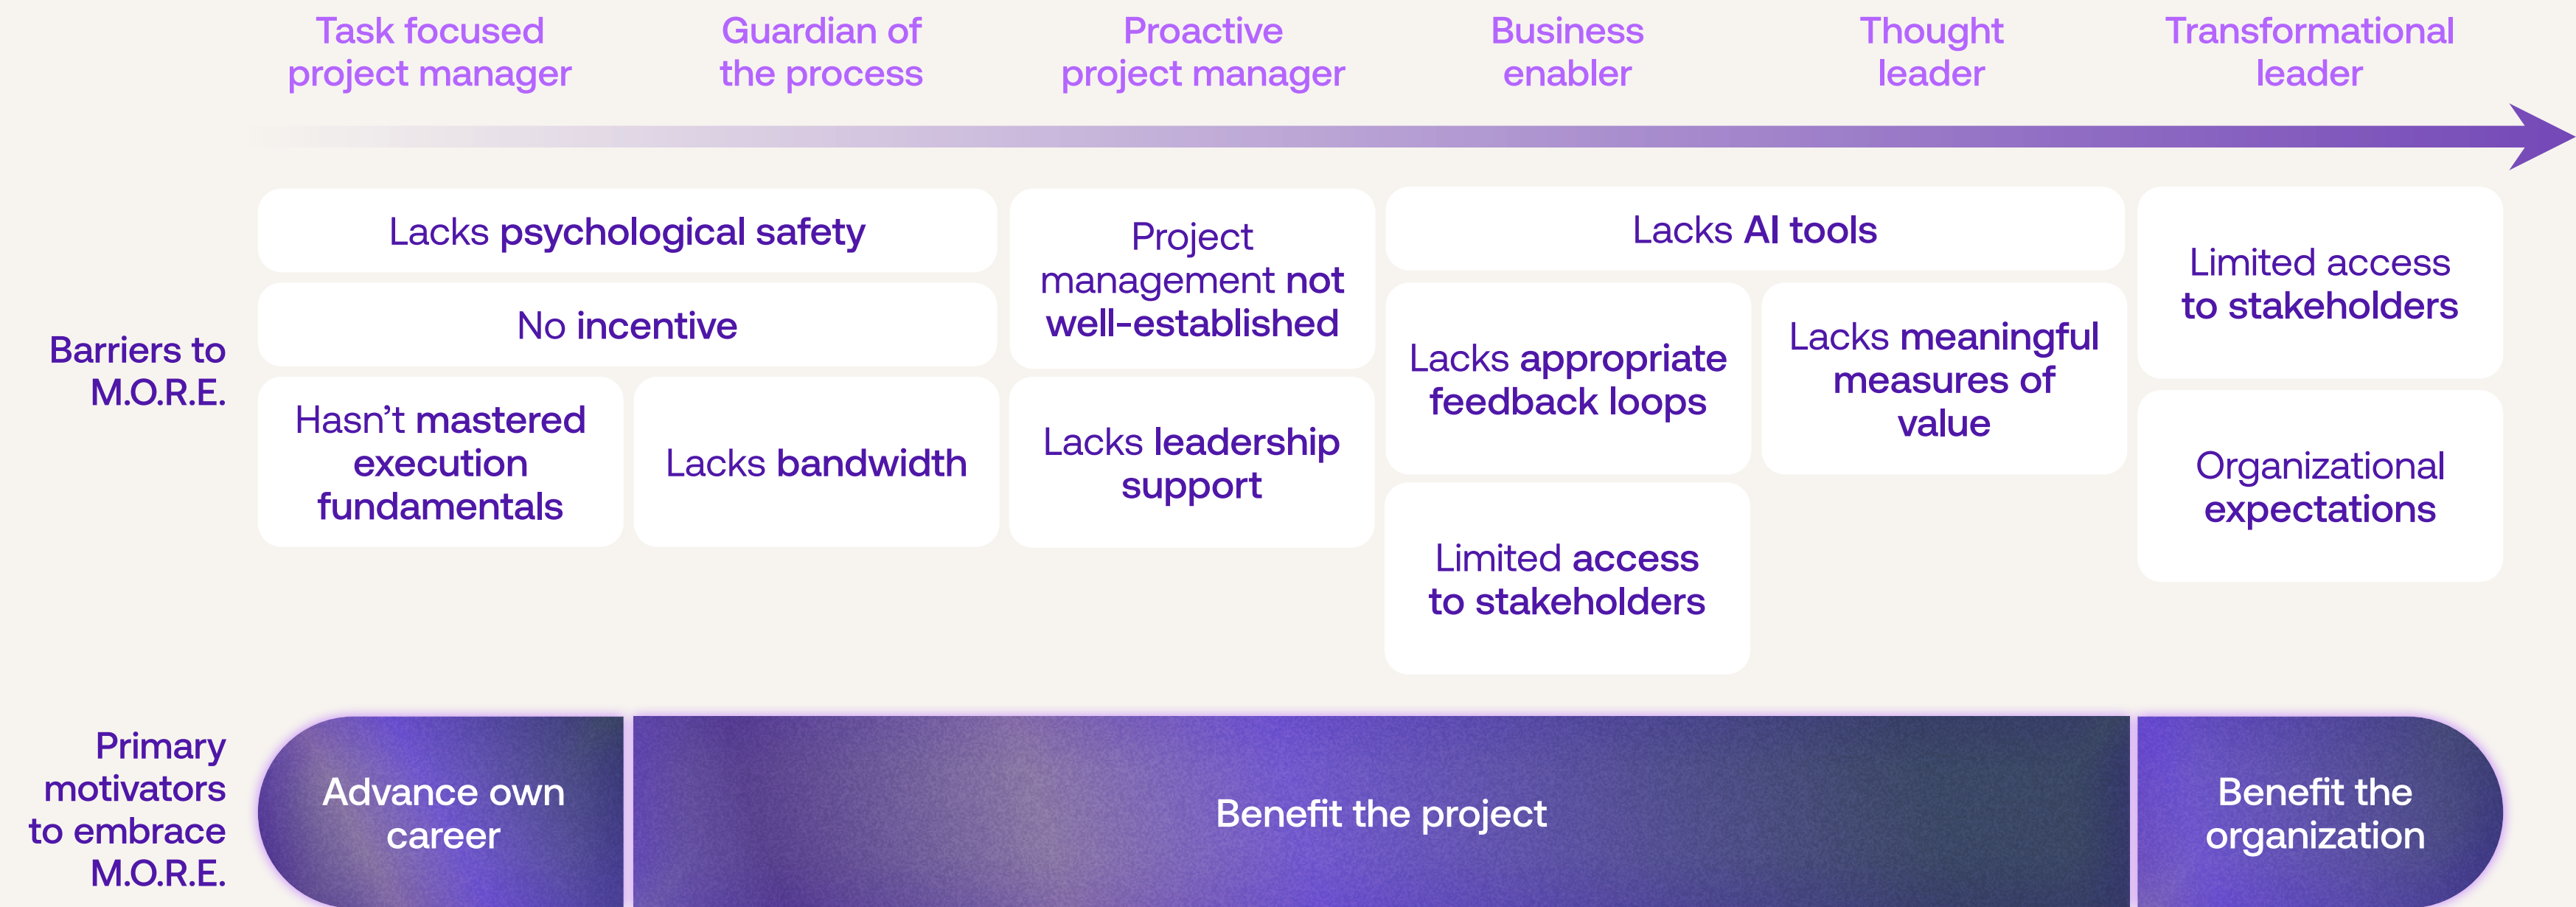 Task focused
project manager
Guardian of
the process
Proactive
project manager
Business
enabler
Thought
leader
Transformational
leader
Barriers to
M.O.R.E.
Lacks psychological safety
No incentive
Hasn’t mastered
execution
fundamentals
Lacks bandwidth
Project
management not
well-established
Lacks leadership
support
Lacks AI tools
Lacks appropriate
feedback loops
Limited access
to stakeholders
Lacks meaningful
measures of
value
Limited access
to stakeholders
Organizational
expectations
Primary
motivators
to embrace
M.O.R.E.
Advance own
career
Benefit the project
Benefit the
organization